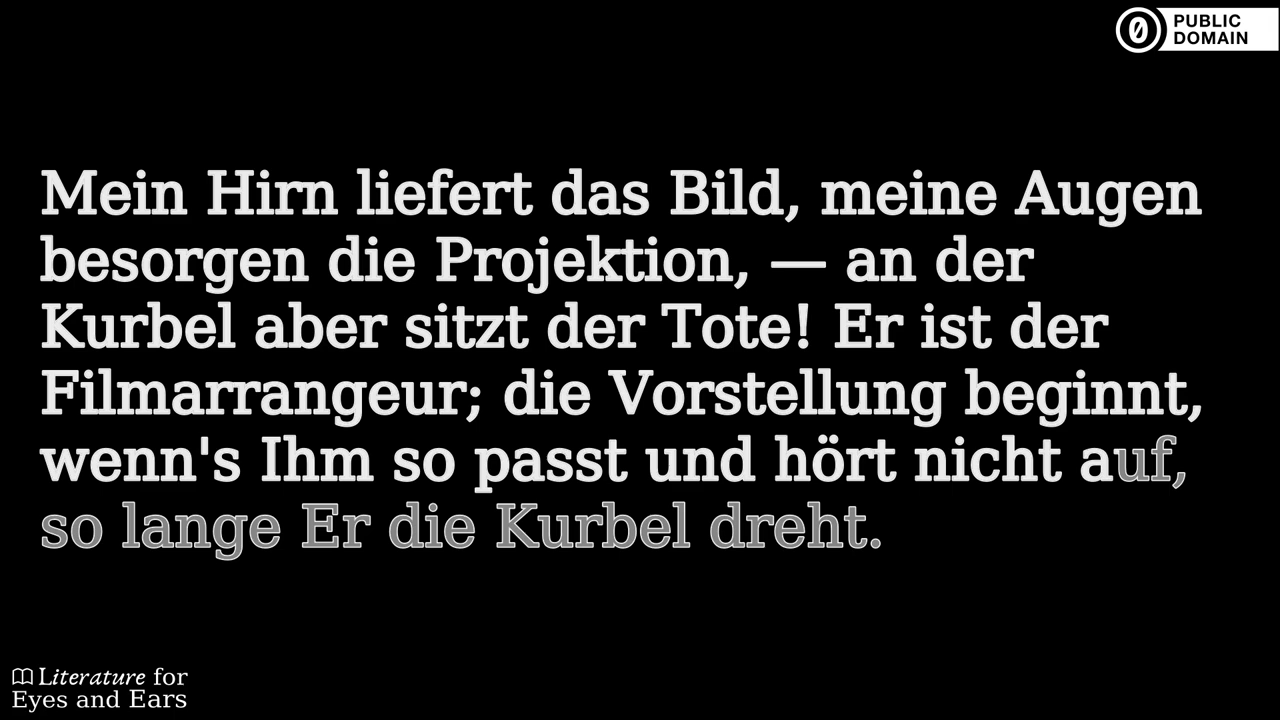 PUBLIC
DOMAIN
Mein Hirn liefert das Bild, meine Augen
besorgen die Projektion, — an der
Kurbel aber sitzt der Tote! Er ist der
Filmarrangeur; die Vorstellung beginnt,
wenn's Ihm so passt und hört nicht auf,
so lange Er die Kurbel dreht.
Literature for
Eyes and Ears